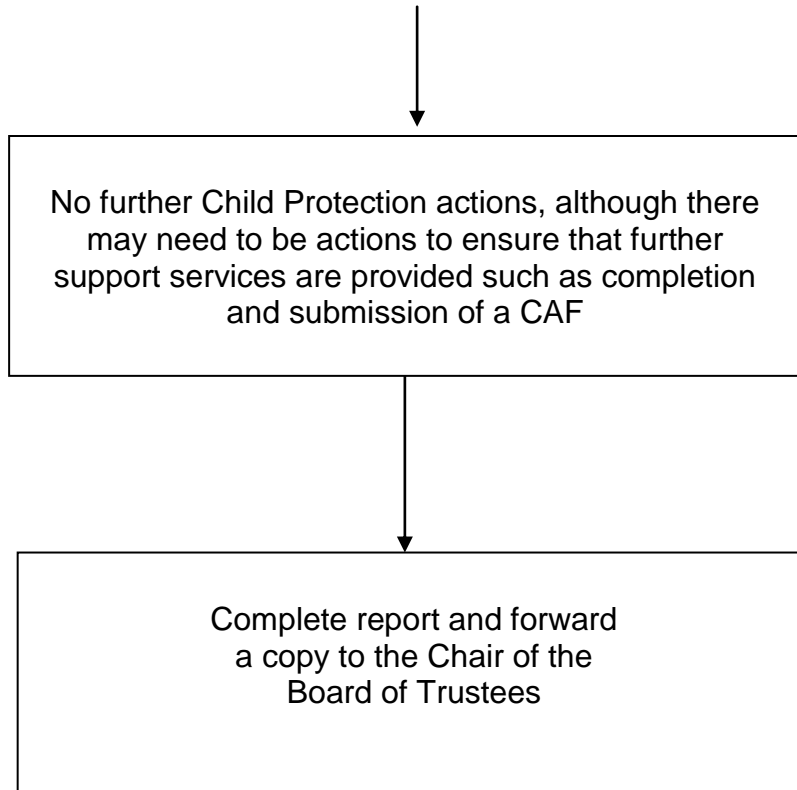 No further Child Protection actions, although there
may need to be actions to ensure that further
support services are provided such as completion
and submission of a CAF
Complete report and forward
a copy to the Chair of the
Board of Trustees